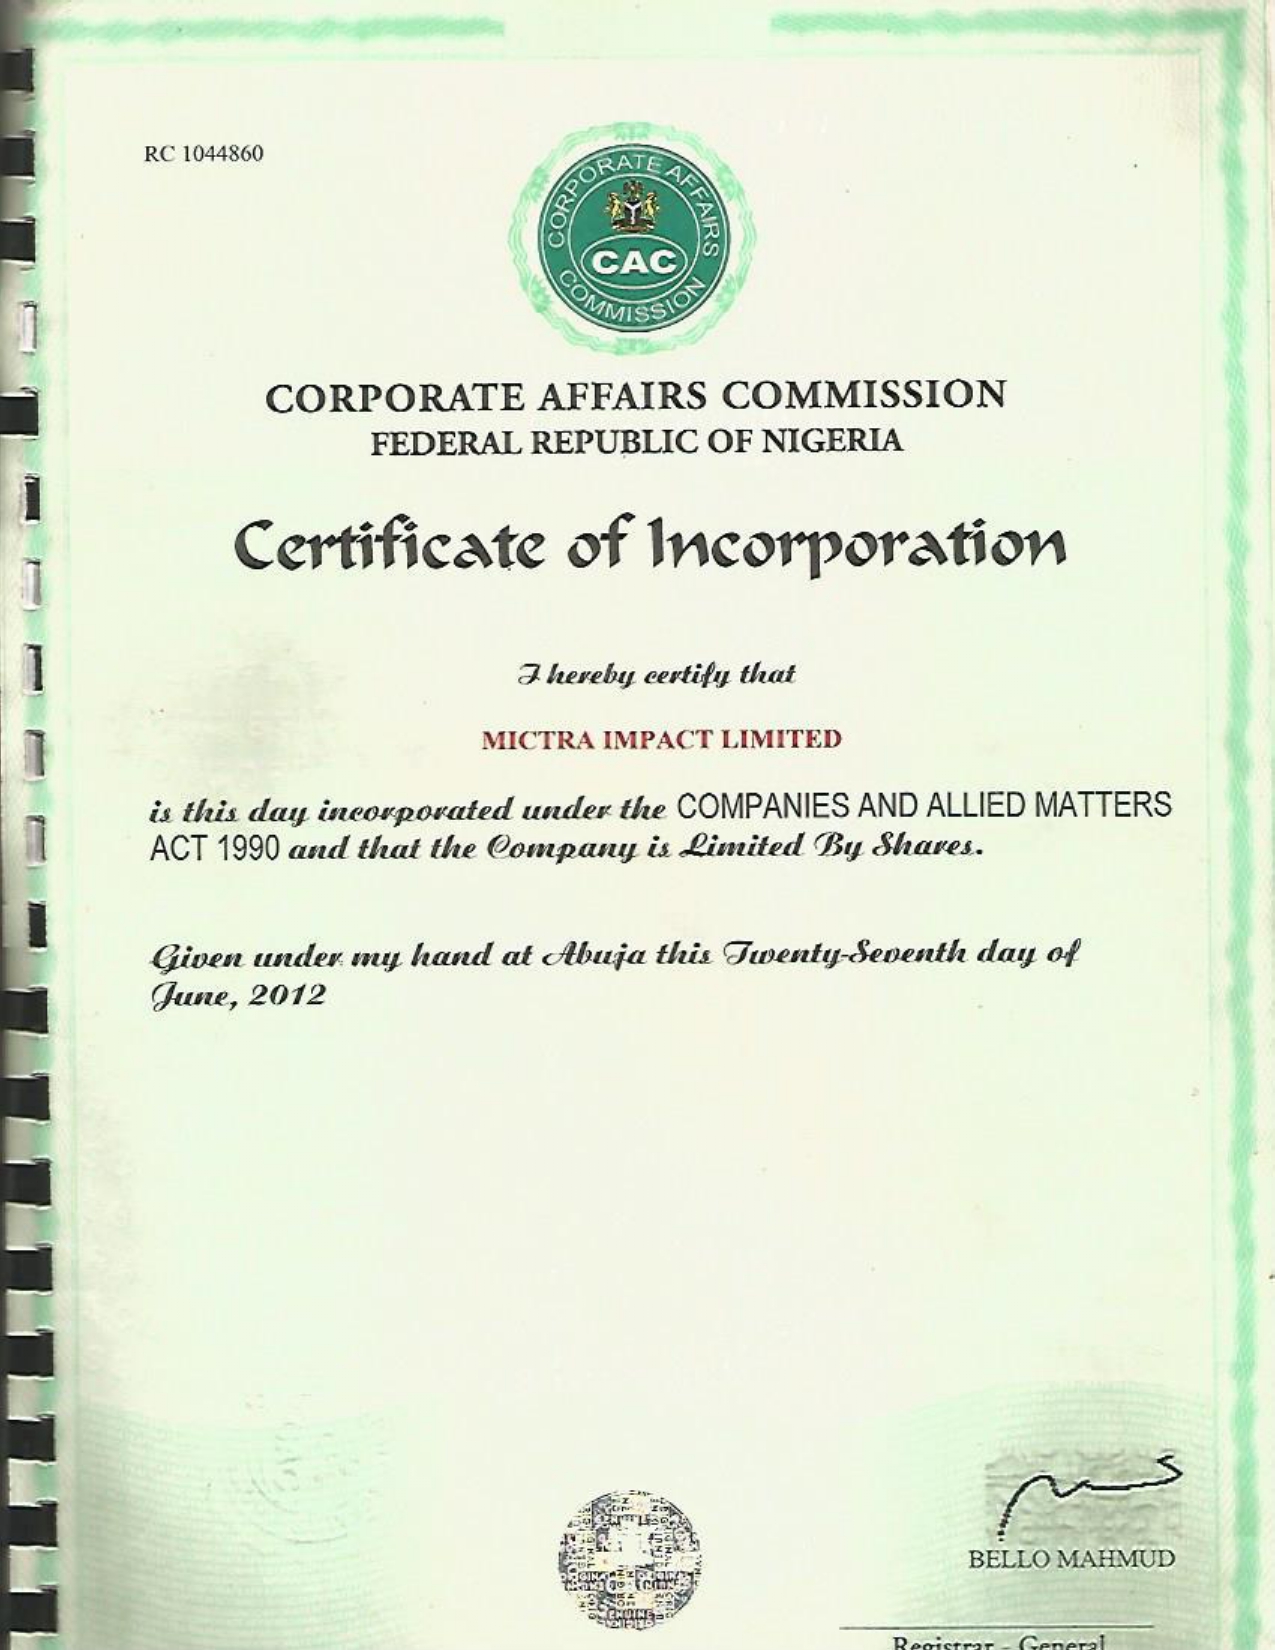 RC 1044860
CORPORATE AFFAIRS
CAC
COMMISSION
CORPORATE AFFAIRS COMMISSION
FEDERAL REPUBLIC OF NIGERIA
Certificate of Incorporation
I hereby certify that
MICTRA IMPACT LIMITED
is this day incorporated under the COMPANIES AND ALLIED MATTERS
ACT 1990 and that the Company is Limited By Shares.
Given under my hand at Abuja this Twenty-Seventh day of
June, 2012
BELLO MAHMUD
Registrar - General